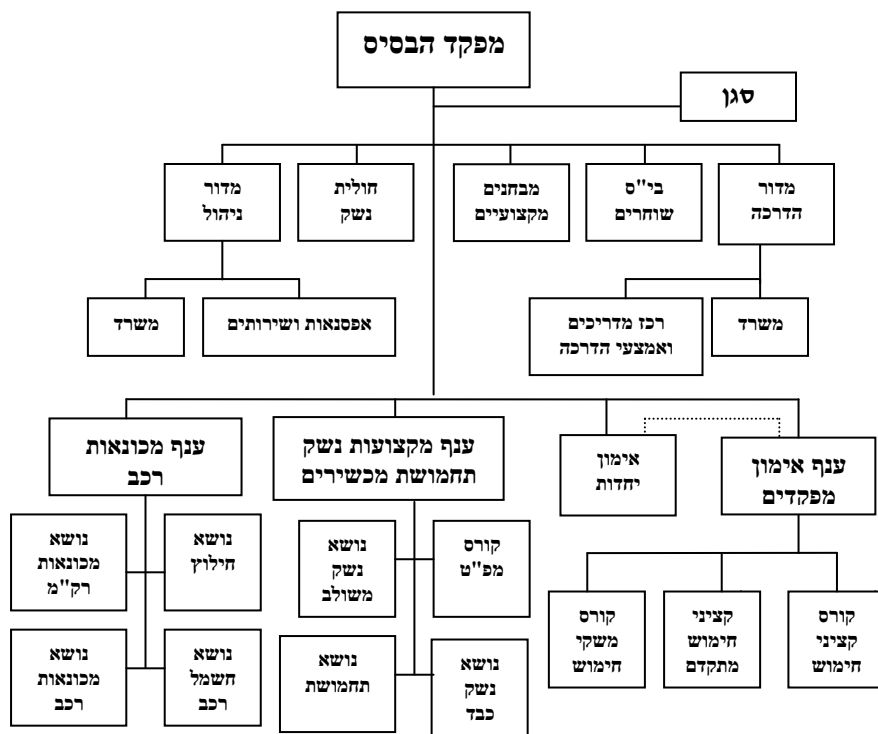 מפקד הבסיס
סגן
מדור
הדרכה
בי"ס
שוחרים
מבחנים
מקצועיים
חולית
נשק
מדור
ניהול
משרד
רכז מדריכים
ואמצעי הדרכה
אפסנאות ושירותים
משרד
ענף אימון
מפקדים
אימון
יחדות
ענף מקצועות נשק
תחמושת מכשירים
ענף מכונאות
רכב
קורס
קציני
חימוש
קציני
חימוש
מתקדם
קורס
משקי
חימוש
קורס
מפ"ט
נושא
נשק
משולב
נושא
נשק
כבד
נושא
תחמושת
נושא
חילוץ
נושא
מכונאות
רק"מ
נושא
חשמל
רכב
נושא
מכונאות
רכב